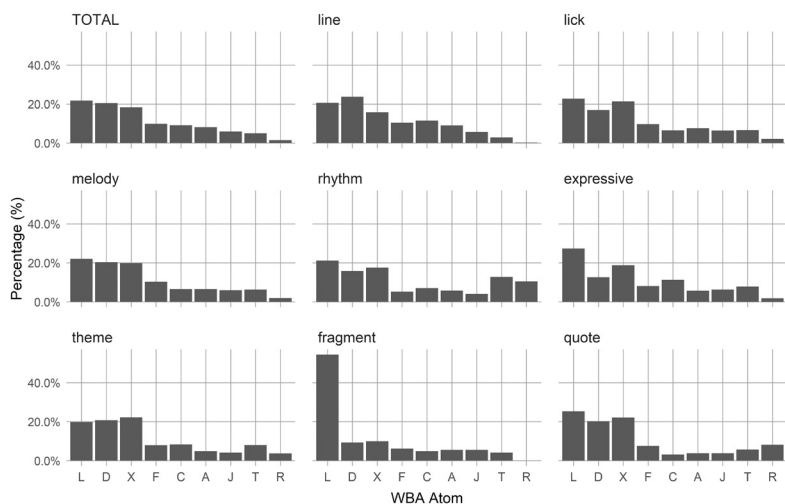 TOTAL line lick
40.0%
20.0%
0.0%
melody rhythm expressive
Percentage (%)
40.0%
20.0%
0.0%
theme fragment quote
40.0%
20.0%
0.0%
L D X F C A J T R L D X F C A J T R L D X F C A J T R
WBA Atom